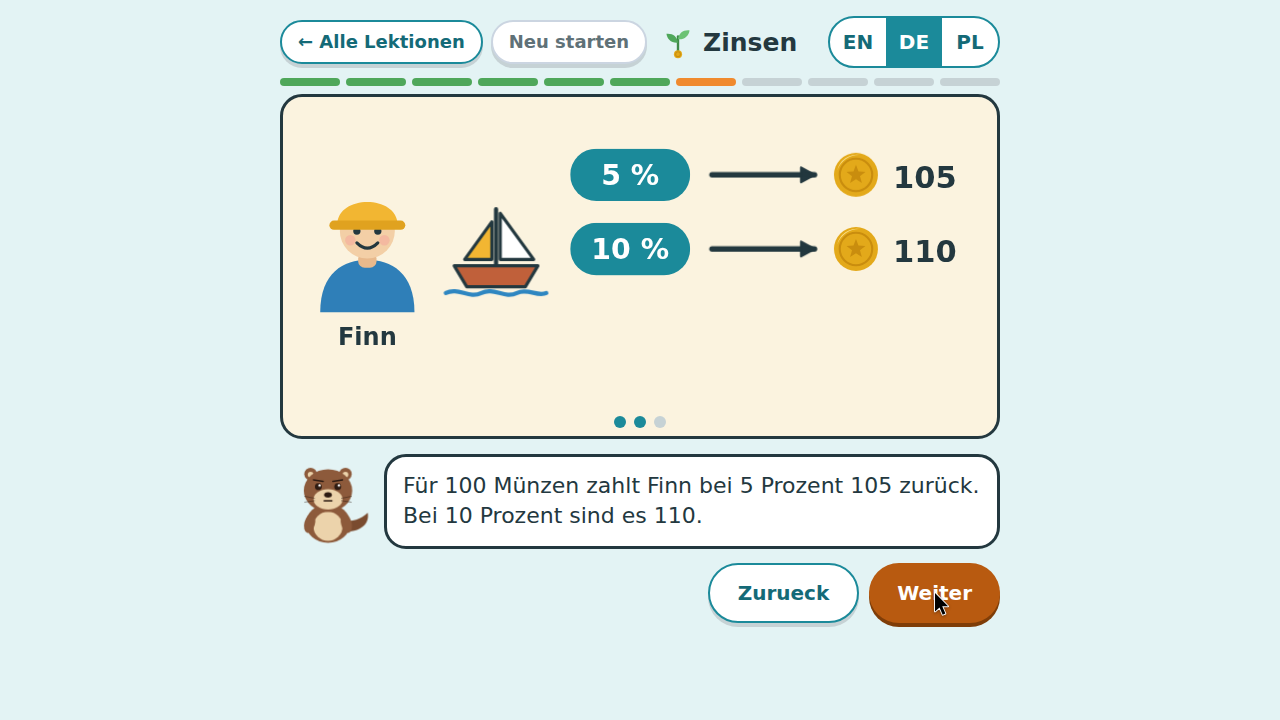 ← Alle Lektionen
Neu starten
Zinsen
EN
DE
PL
5 %
105
10 %
110
Finn
Für 100 Münzen zahlt Finn bei 5 Prozent 105 zurück.
Bei 10 Prozent sind es 110.
Zurueck
Weiter